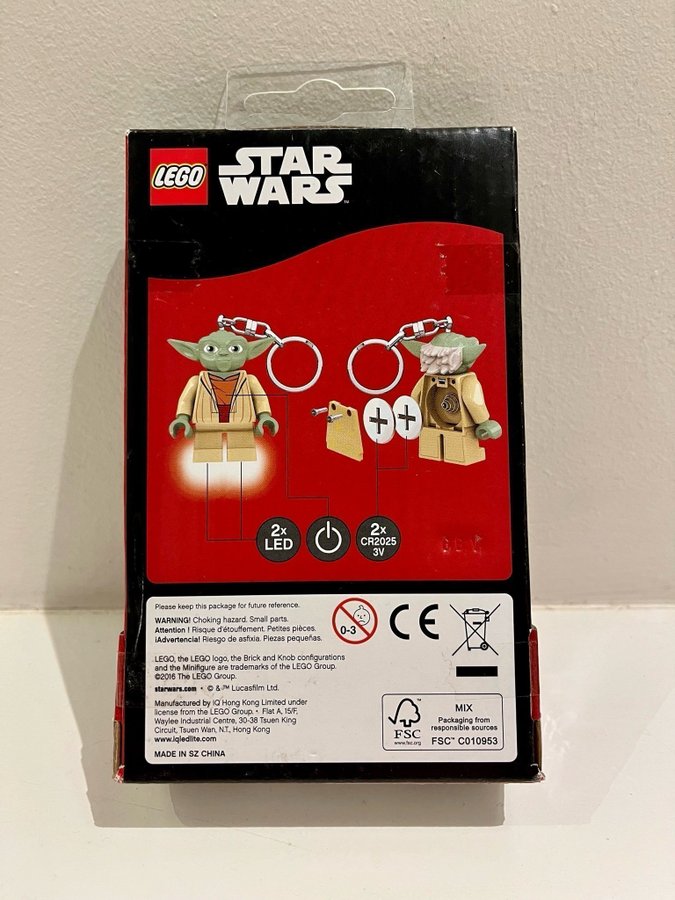 LEGO
STAR
WARS™
2x
LED
2x
CR2025
3V
Please keep this package for future reference.
WARNING! Choking hazard. Small parts.
Attention ! Risque d'étouffement. Petites pièces.
¡Advertencia! Riesgo de asfixia. Piezas pequeñas.
0-3
CE
LEGO, the LEGO logo, the Brick and Knob configurations
and the Minifigure are trademarks of the LEGO Group.
©2016 The LEGO Group.
starwars.com • © & ™ Lucasfilm Ltd.
Manufactured by IQ Hong Kong Limited under
license from the LEGO Group. • Flat A, 15/F,
Waylee Industrial Centre, 30-38 Tsuen King
Circuit, Tsuen Wan, N.T., Hong Kong
www.iqledlite.com
MADE IN SZ CHINA
FSC
www.fsc.org
MIX
Packaging from
responsible sources
FSC™ C010953